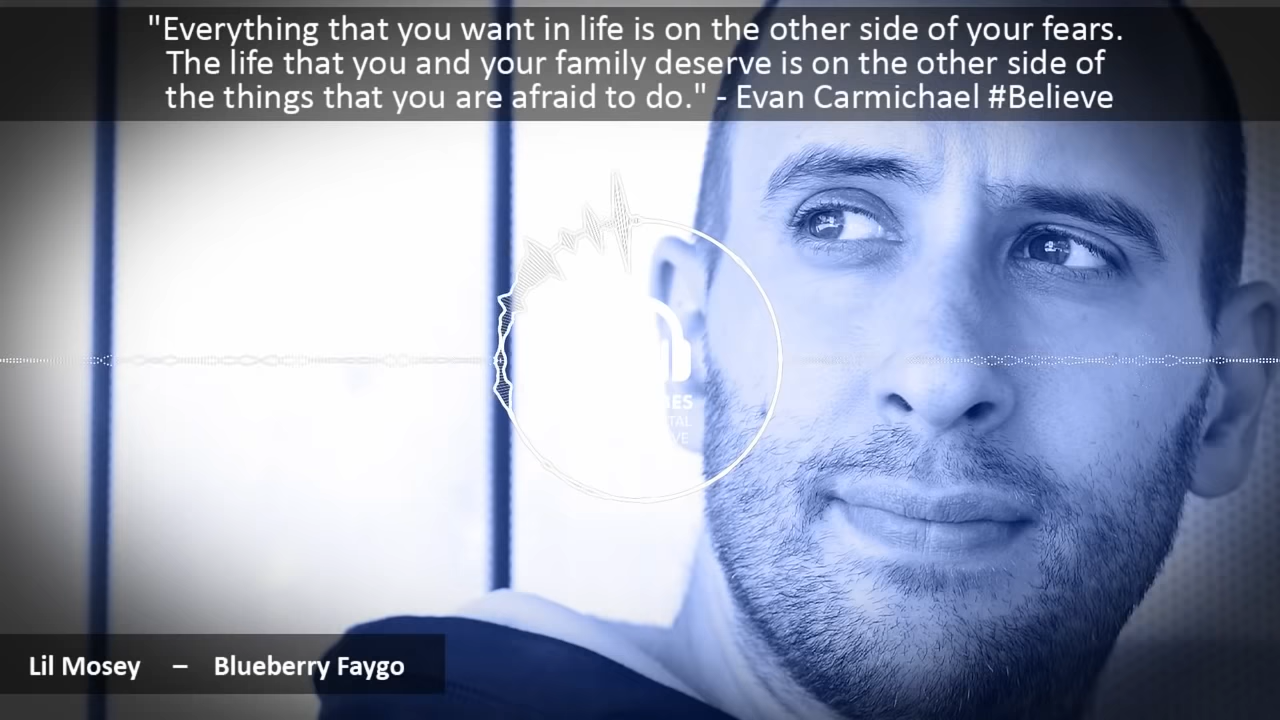 "Everything that you want in life is on the other side of your fears.
The life that you and your family deserve is on the other side of
the things that you are afraid to do." - Evan Carmichael #Believe
Lil Mosey – Blueberry Faygo